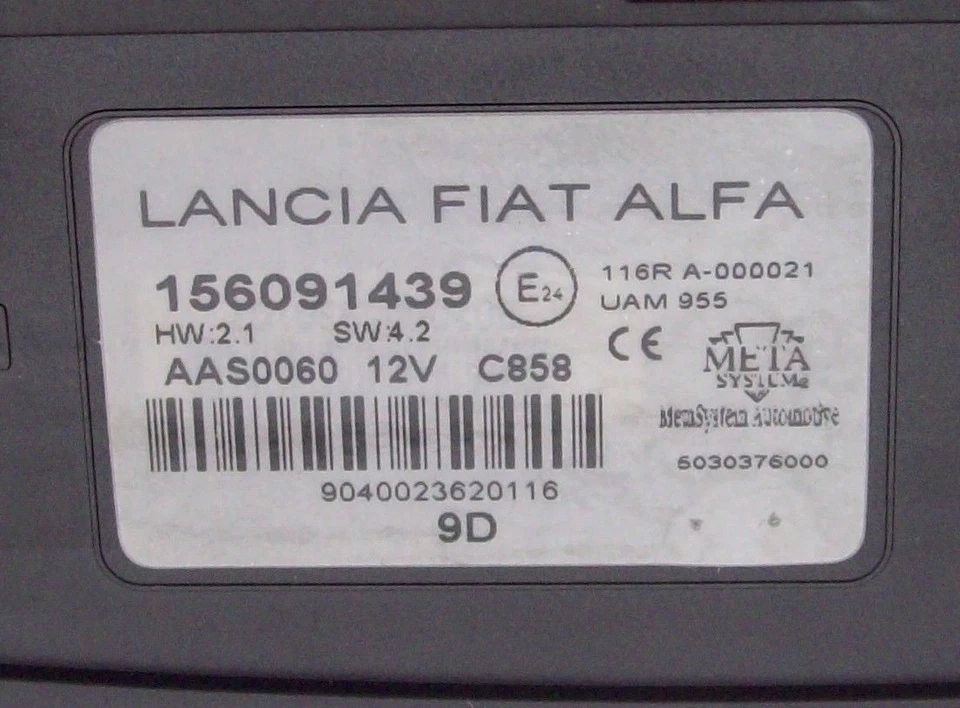 LANCIA FIAT ALFA
156091439
E24
116R A-000021
UAM 955
HW:2.1 SW:4.2
CE
AAS0060 12V C858
META
SYSTEM
MetaSystem Automotive
9040023620116
6030376000
9D